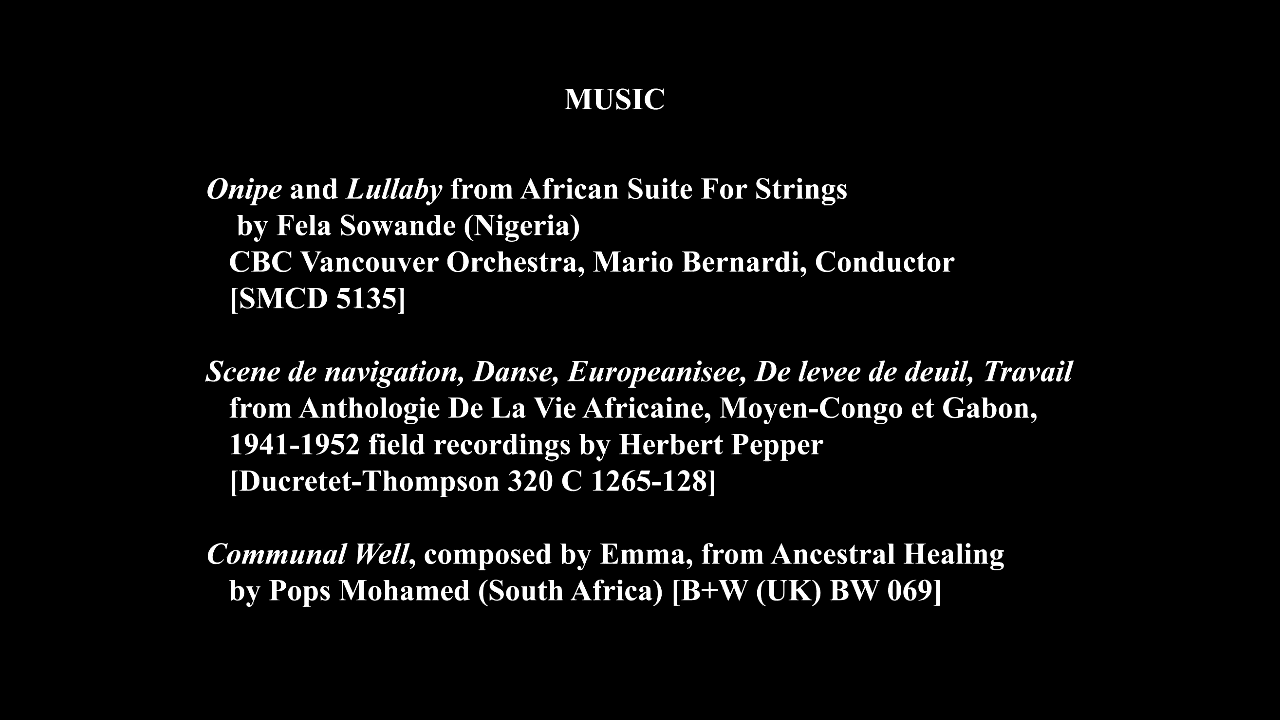 MUSIC
Onipe and Lullaby from African Suite For Strings
by Fela Sowande (Nigeria)
CBC Vancouver Orchestra, Mario Bernardi, Conductor
[SMCD 5135]
Scene de navigation, Danse, Europeanisee, De levee de deuil, Travail
from Anthologie De La Vie Africaine, Moyen-Congo et Gabon,
1941-1952 field recordings by Herbert Pepper
[Ducretet-Thompson 320 C 1265-128]
Communal Well, composed by Emma, from Ancestral Healing
by Pops Mohamed (South Africa) [B+W (UK) BW 069]